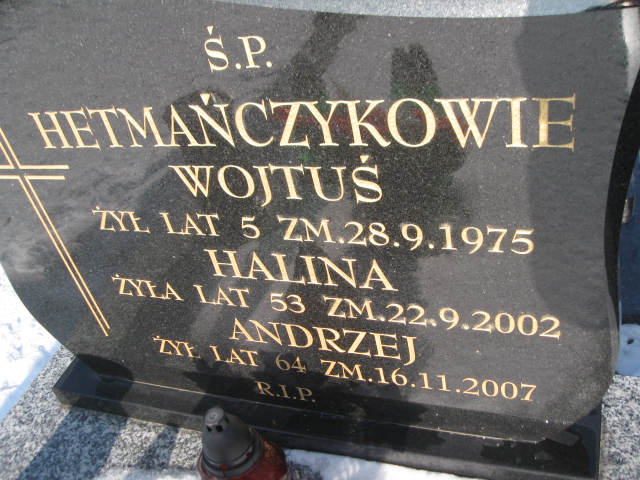 Ś.P.
HETMAŃCZYKOWIE
WOJTUŚ
ŻYŁ LAT 5 ZM.28.9.1975
HALINA
ŻYŁA LAT 53 ZM.22.9.2002
ANDRZEJ
ŻYŁ LAT 64 ZM.16.11.2007
R.I.P.